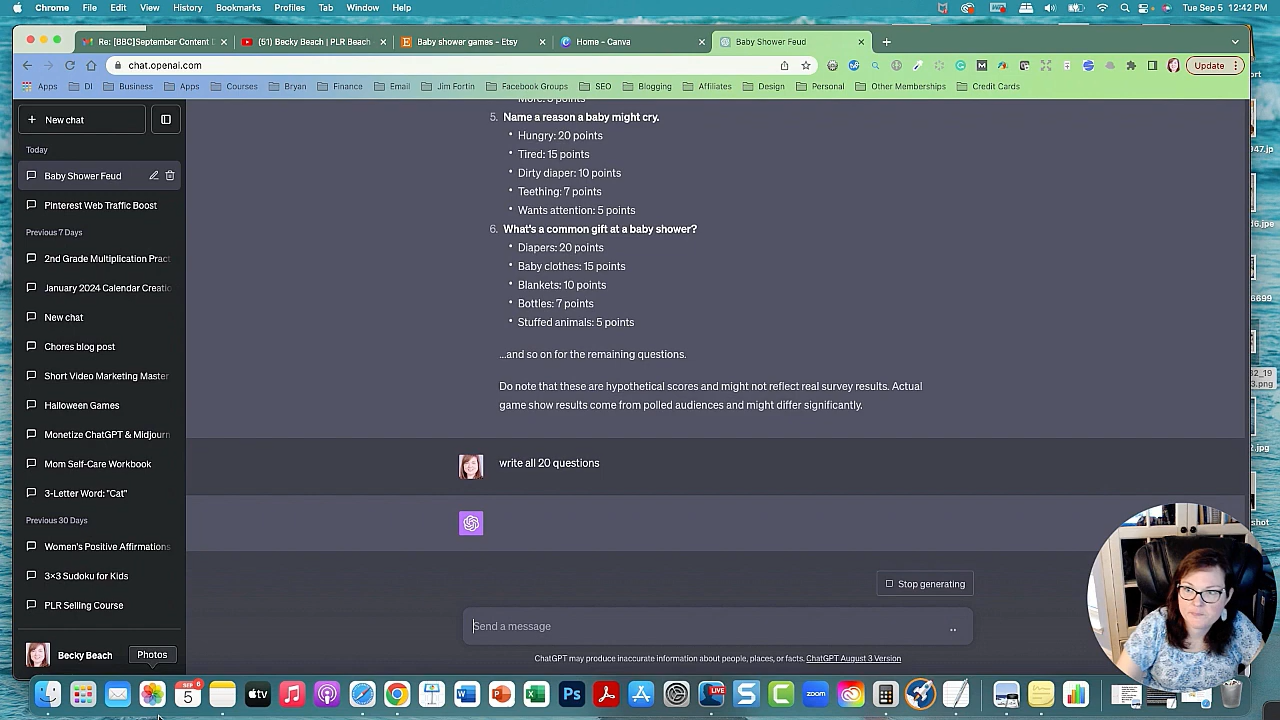 Chrome File Edit View History Bookmarks Profiles Tab Window Help Tue Sep 5 12:42 PM
Re: [BBC]September Content
(51) Becky Beach | PLR Beach
Baby shower games - Etsy
Home - Canva
Baby Shower Feud
chat.openai.com
Update
Apps DI Business Apps Courses Bryan Finance Email Jim Fortin Facebook Groups SEO Blogging Affiliates Design Personal Other Memberships Credit Cards
New chat
Today
Baby Shower Feud
Pinterest Web Traffic Boost
Previous 7 Days
2nd Grade Multiplication Pract
January 2024 Calendar Creatio
New chat
Chores blog post
Short Video Marketing Master
Halloween Games
Monetize ChatGPT & Midjourn
Mom Self-Care Workbook
3-Letter Word: "Cat"
Previous 30 Days
Women's Positive Affirmations
3×3 Sudoku for Kids
PLR Selling Course
Becky Beach
Photos
5. Name a reason a baby might cry.
• Hungry: 20 points
• Tired: 15 points
• Dirty diaper: 10 points
• Teething: 7 points
• Wants attention: 5 points
6. What's a common gift at a baby shower?
• Diapers: 20 points
• Baby clothes: 15 points
• Blankets: 10 points
• Bottles: 7 points
• Stuffed animals: 5 points
...and so on for the remaining questions.
Do note that these are hypothetical scores and might not reflect real survey results. Actual
game show results come from polled audiences and might differ significantly.
write all 20 questions
Stop generating
Send a message
ChatGPT may produce inaccurate information about people, places, or facts. ChatGPT August 3 Version
SEP 6
5
tv
W
P
X
Ps
LIVE
S
C
zoom